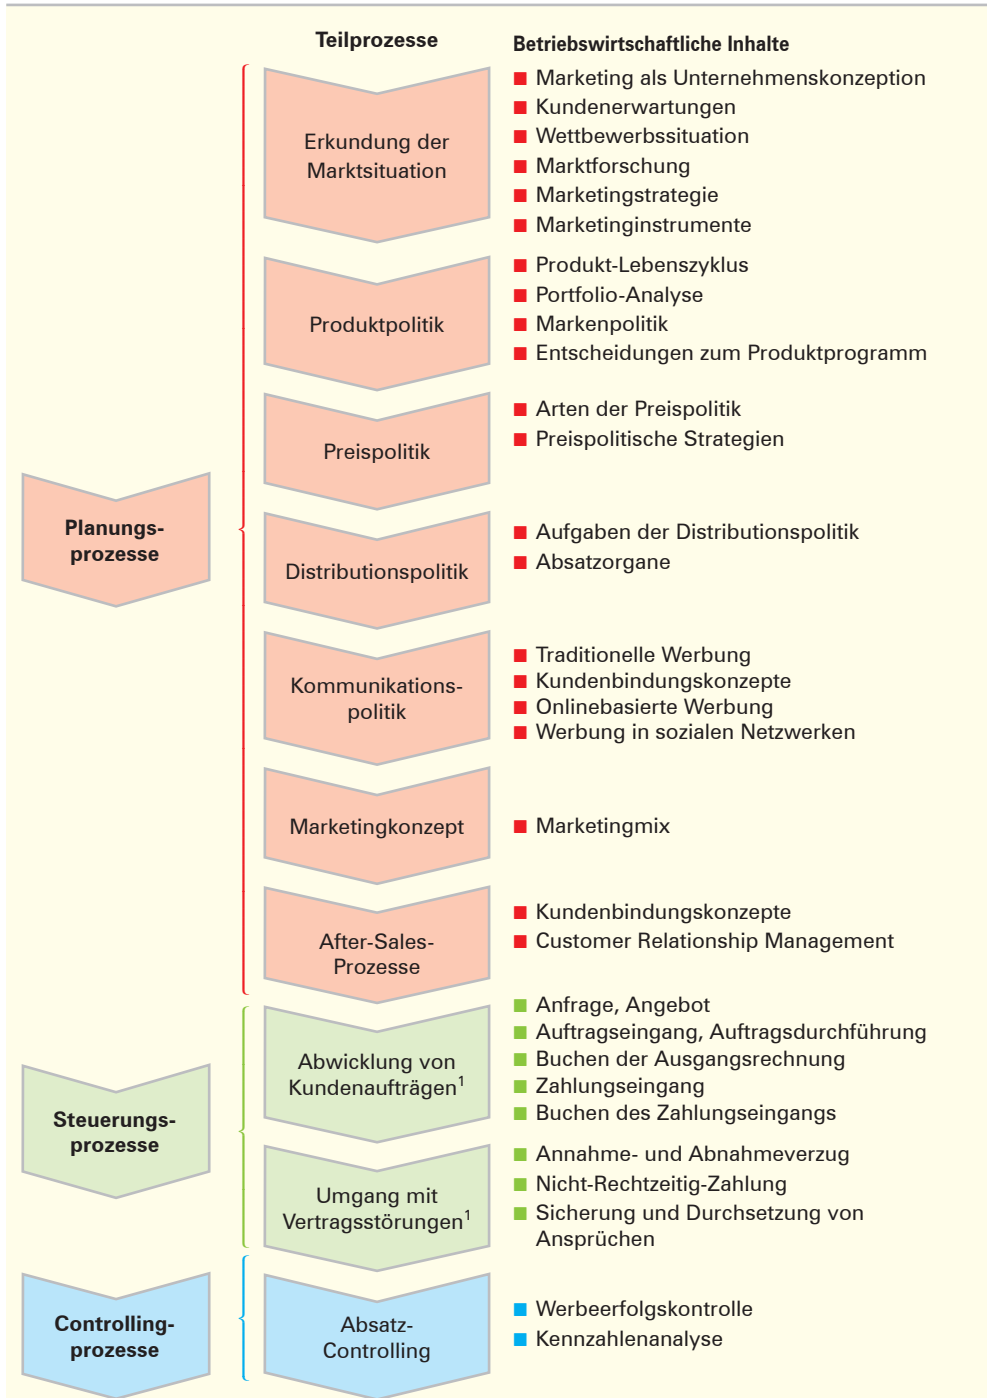 Teilprozesse
Betriebswirtschaftliche Inhalte
Erkundung der
Marktsituation
■ Marketing als Unternehmenskonzeption
■ Kundenerwartungen
■ Wettbewerbssituation
■ Marktforschung
■ Marketingstrategie
■ Marketinginstrumente
Produktpolitik
■ Produkt-Lebenszyklus
■ Portfolio-Analyse
■ Markenpolitik
■ Entscheidungen zum Produktprogramm
Preispolitik
■ Arten der Preispolitik
■ Preispolitische Strategien
Planungs-
prozesse
Distributionspolitik
■ Aufgaben der Distributionspolitik
■ Absatzorgane
Kommunikations-
politik
■ Traditionelle Werbung
■ Kundenbindungskonzepte
■ Onlinebasierte Werbung
■ Werbung in sozialen Netzwerken
Marketingkonzept
■ Marketingmix
After-Sales-
Prozesse
■ Kundenbindungskonzepte
■ Customer Relationship Management
Steuerungs-
prozesse
Abwicklung von
Kundenaufträgen¹
■ Anfrage, Angebot
■ Auftragseingang, Auftragsdurchführung
■ Buchen der Ausgangsrechnung
■ Zahlungseingang
■ Buchen des Zahlungseingangs
Umgang mit
Vertragsstörungen¹
■ Annahme- und Abnahmeverzug
■ Nicht-Rechtzeitig-Zahlung
■ Sicherung und Durchsetzung von
Ansprüchen
Controlling-
prozesse
Absatz-
Controlling
■ Werbeerfolgskontrolle
■ Kennzahlenanalyse